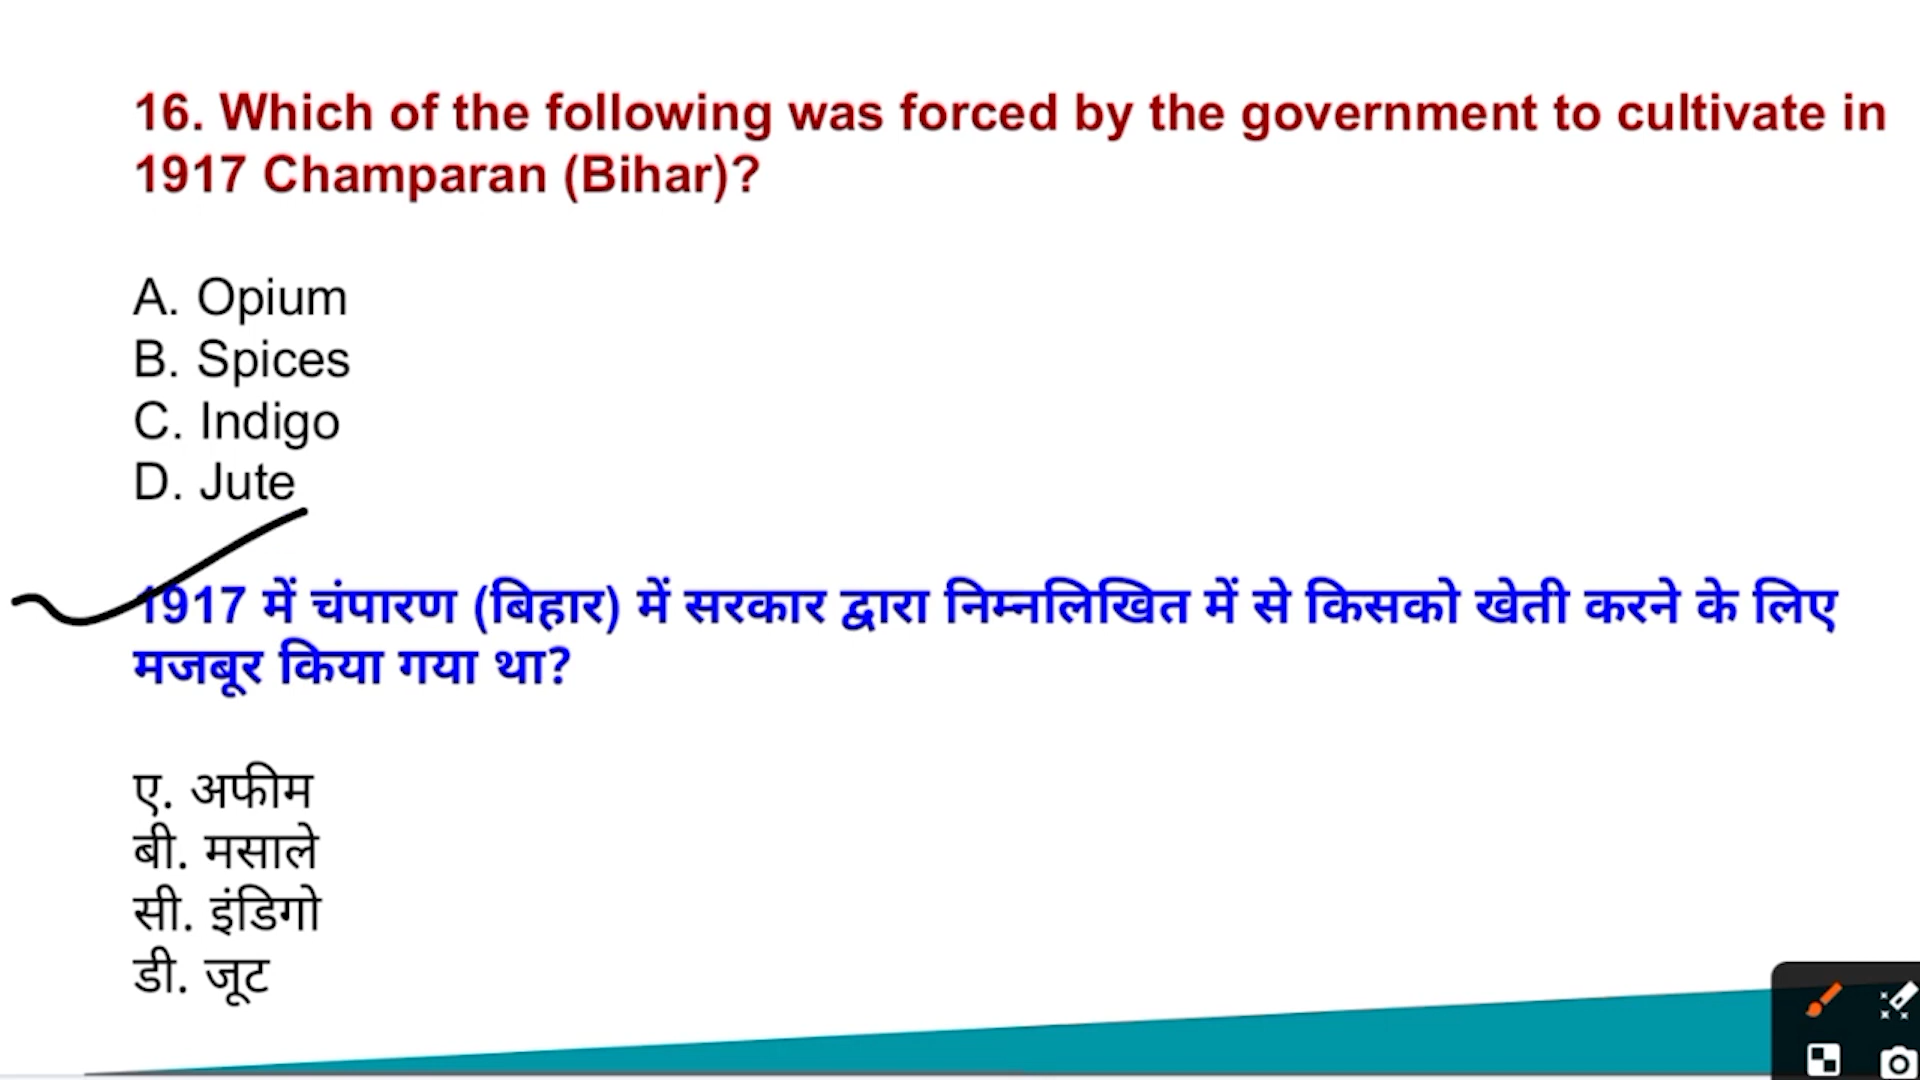 16. Which of the following was forced by the government to cultivate in
1917 Champaran (Bihar)?
A. Opium
B. Spices
C. Indigo
D. Jute
1917 में चंपारण (बिहार) में सरकार द्वारा निम्नलिखित में से किसको खेती करने के लिए
मजबूर किया गया था?
ए. अफीम
बी. मसाले
सी. इंडिगो
डी. जूट